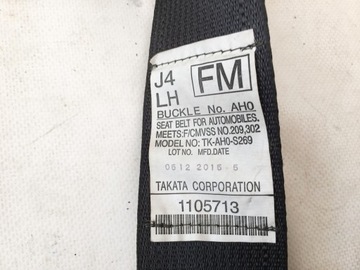 J4 FM
LH
BUCKLE No. AH0
SEAT BELT FOR AUTOMOBILES.
MEETS:F/CMVSS NO.209,302
MODEL NO: TK-AH0-S269
LOT NO. MFD.DATE
0612 2015 5
TAKATA CORPORATION
1105713